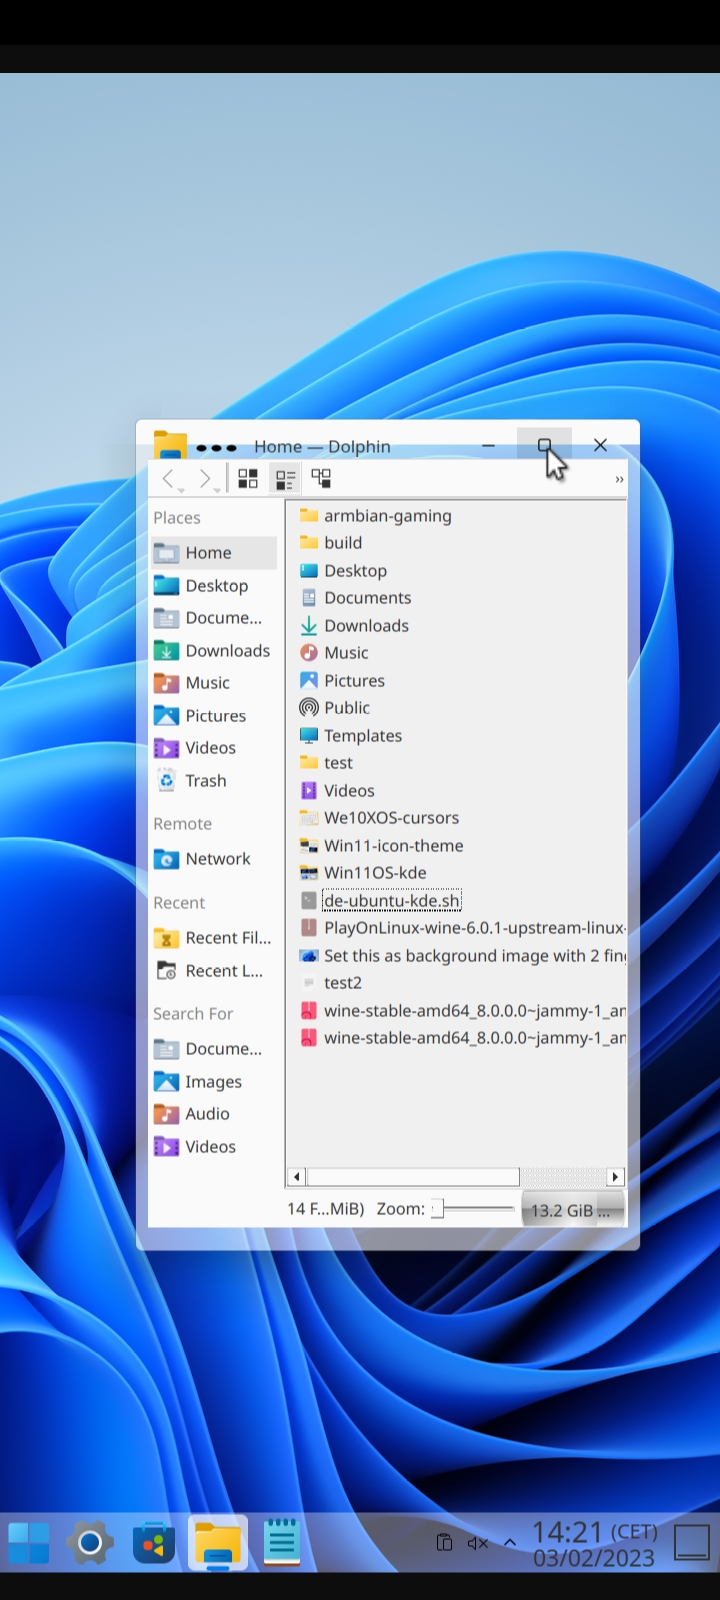 Home — Dolphin
Places
Home
Desktop
Docume...
Downloads
Music
Pictures
Videos
Trash
Remote
Network
Recent
Recent Fil...
Recent L...
Search For
Docume...
Images
Audio
Videos
armbian-gaming
build
Desktop
Documents
Downloads
Music
Pictures
Public
Templates
test
Videos
We10XOS-cursors
Win11-icon-theme
Win11OS-kde
de-ubuntu-kde.sh
PlayOnLinux-wine-6.0.1-upstream-linux-
Set this as background image with 2 fin
test2
wine-stable-amd64_8.0.0.0~jammy-1_am
wine-stable-amd64_8.0.0.0~jammy-1_am
14 F...MiB) Zoom: 13.2 GiB ...
14:21 (CET)
03/02/2023